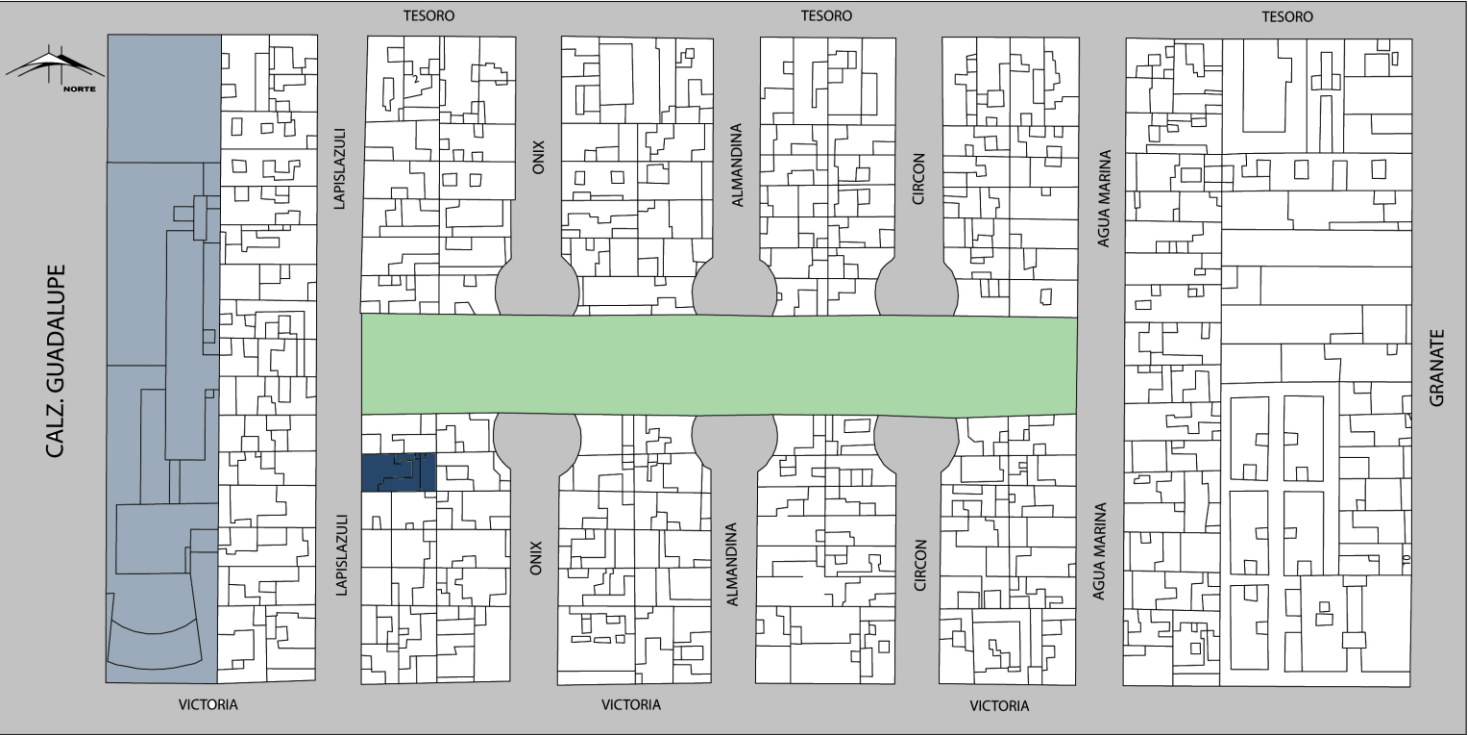 TESORO
TESORO
TESORO
NORTE
LAPISLAZULI
ONIX
ALMANDINA
CIRCON
AGUA MARINA
CALZ. GUADALUPE
GRANATE
LAPISLAZULI
ONIX
ALMANDINA
CIRCON
AGUA MARINA
10
VICTORIA
VICTORIA
VICTORIA